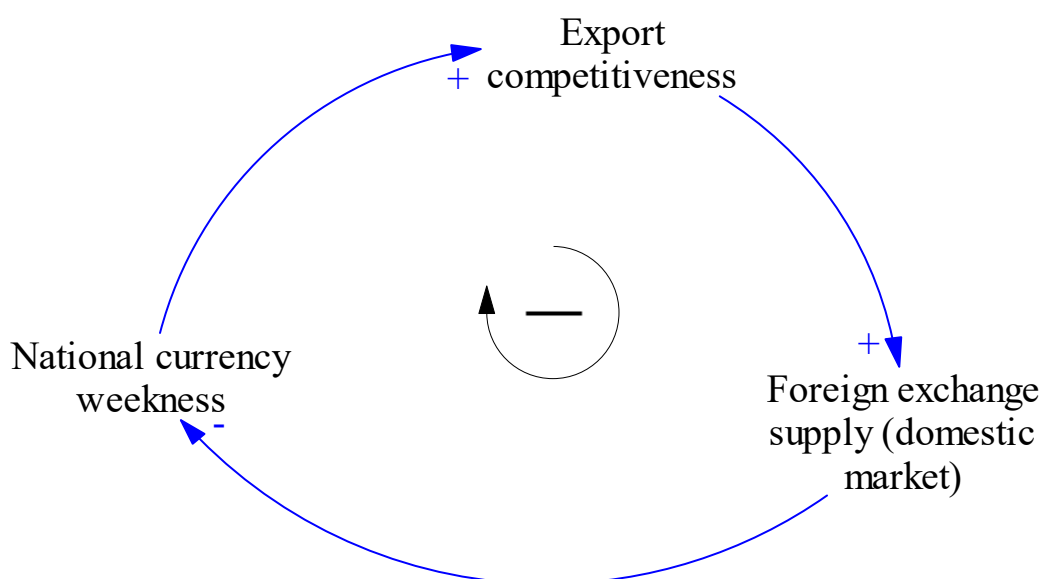 Export
+ competitiveness
+
National currency
weekness
-
Foreign exchange
supply (domestic
market)
—